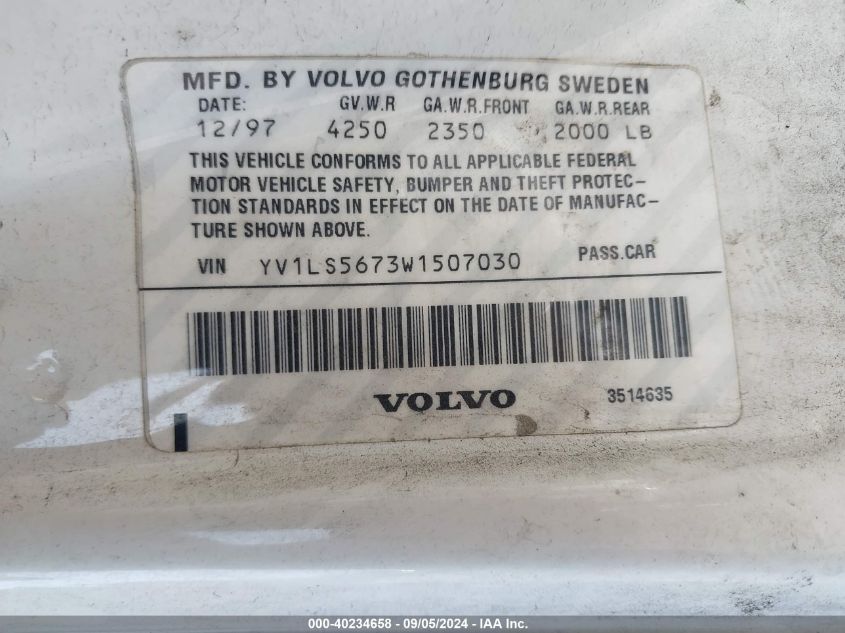 MFD. BY VOLVO GOTHENBURG SWEDEN
DATE: GV.W.R GA.W.R.FRONT GA.W.R.REAR
12/97 4250 2350 2000 LB
THIS VEHICLE CONFORMS TO ALL APPLICABLE FEDERAL
MOTOR VEHICLE SAFETY, BUMPER AND THEFT PROTEC-
TION STANDARDS IN EFFECT ON THE DATE OF MANUFAC-
TURE SHOWN ABOVE.
VIN YV1LS5673W1507030 PASS.CAR
VOLVO 3514635
000-40234658 - 09/05/2024 - IAA Inc.